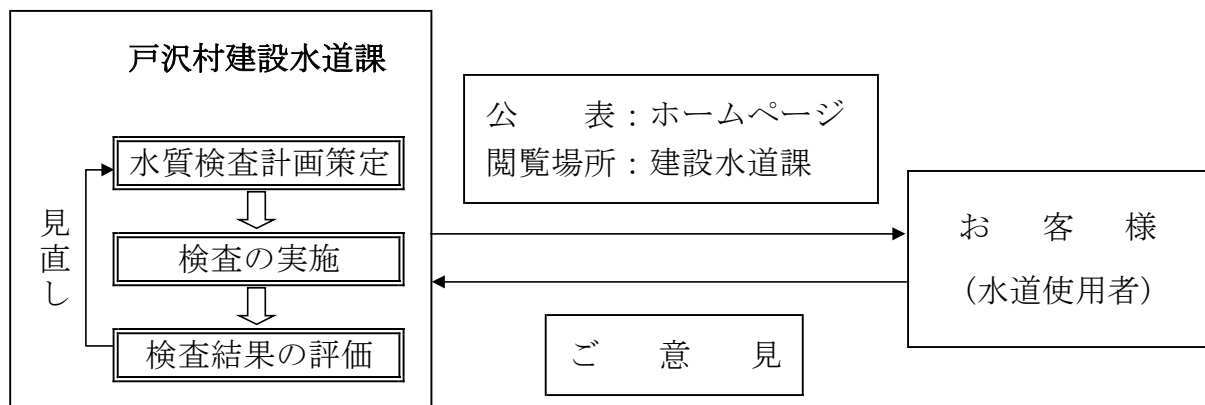 戸沢村建設水道課
水質検査計画策定
検査の実施
検査結果の評価
見直し
公　　表：ホームページ
閲覧場所：建設水道課
お　客　様
（水道使用者）
ご　意　見